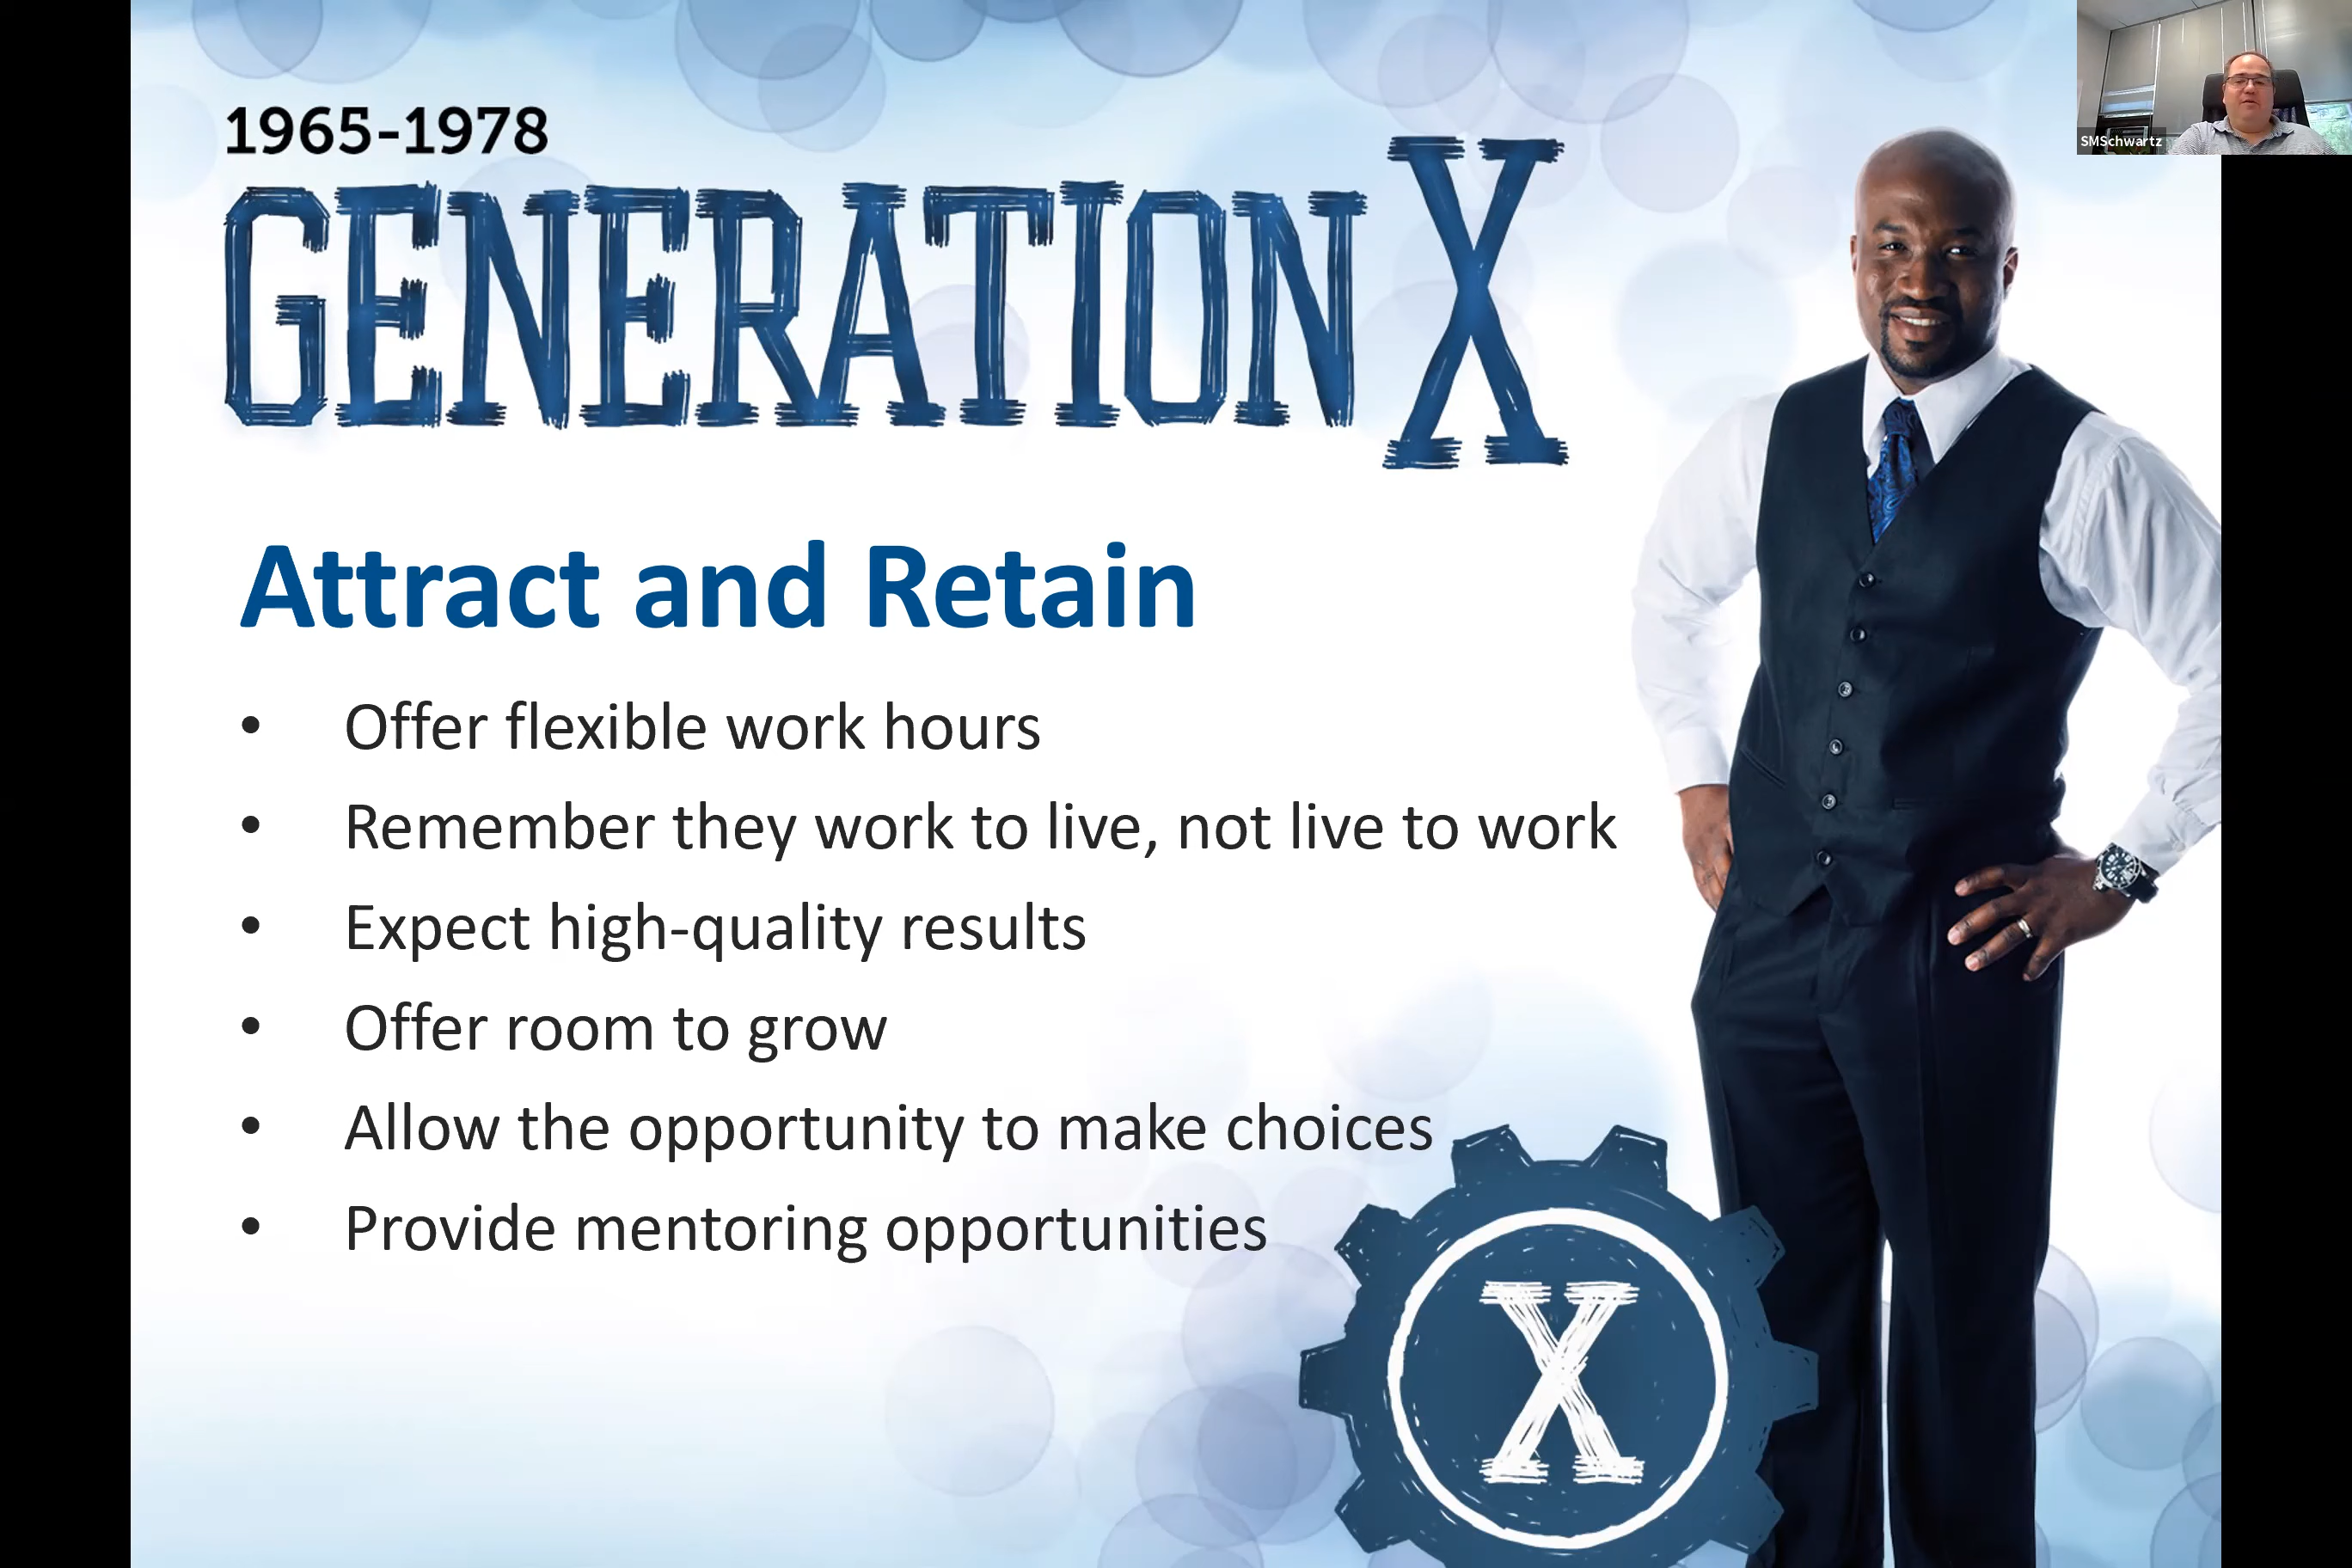 1965-1978
GENERATION X
Attract and Retain
• Offer flexible work hours
• Remember they work to live, not live to work
• Expect high-quality results
• Offer room to grow
• Allow the opportunity to make choices
• Provide mentoring opportunities
X
SMSchwartz